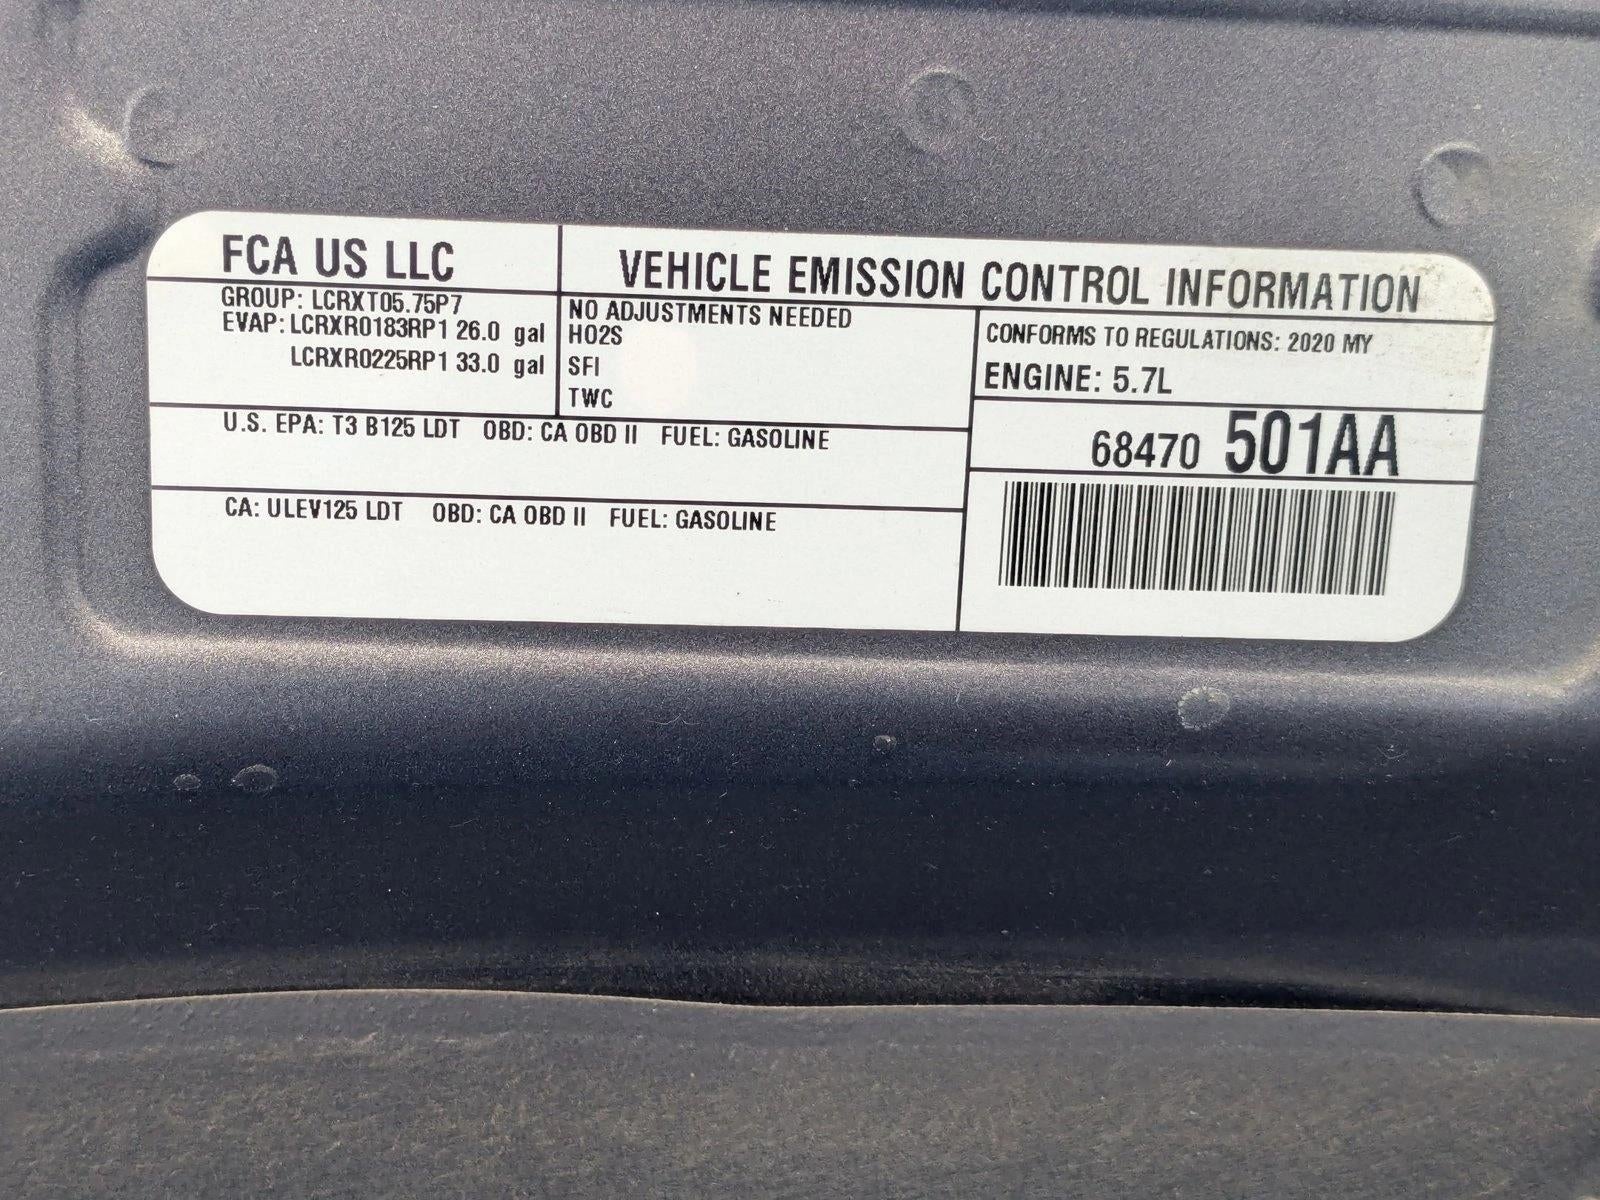 FCA US LLC
VEHICLE EMISSION CONTROL INFORMATION
GROUP: LCRXT05.75P7
EVAP: LCRXR0183RP1 26.0 gal
LCRXR0225RP1 33.0 gal
NO ADJUSTMENTS NEEDED
HO2S
SFI
TWC
CONFORMS TO REGULATIONS: 2020 MY
ENGINE: 5.7L
U.S. EPA: T3 B125 LDT OBD: CA OBD II FUEL: GASOLINE
68470 501AA
CA: ULEV125 LDT OBD: CA OBD II FUEL: GASOLINE